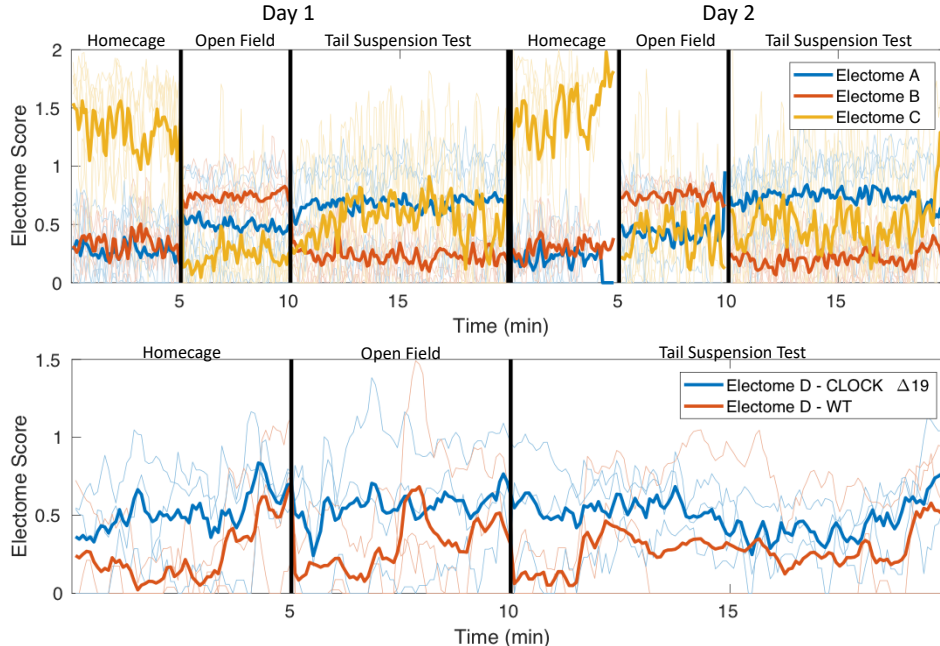 Day 1 Day 2
Homecage Open Field Tail Suspension Test Homecage Open Field Tail Suspension Test
2
1.5
1
0.5
0
Electome Score
Electome A
Electome B
Electome C
5 10 15 5 10 15
Time (min)
Homecage Open Field Tail Suspension Test
1.5
1
0.5
0
Electome Score
Electome D - CLOCK Δ19
Electome D - WT
5 10 15
Time (min)